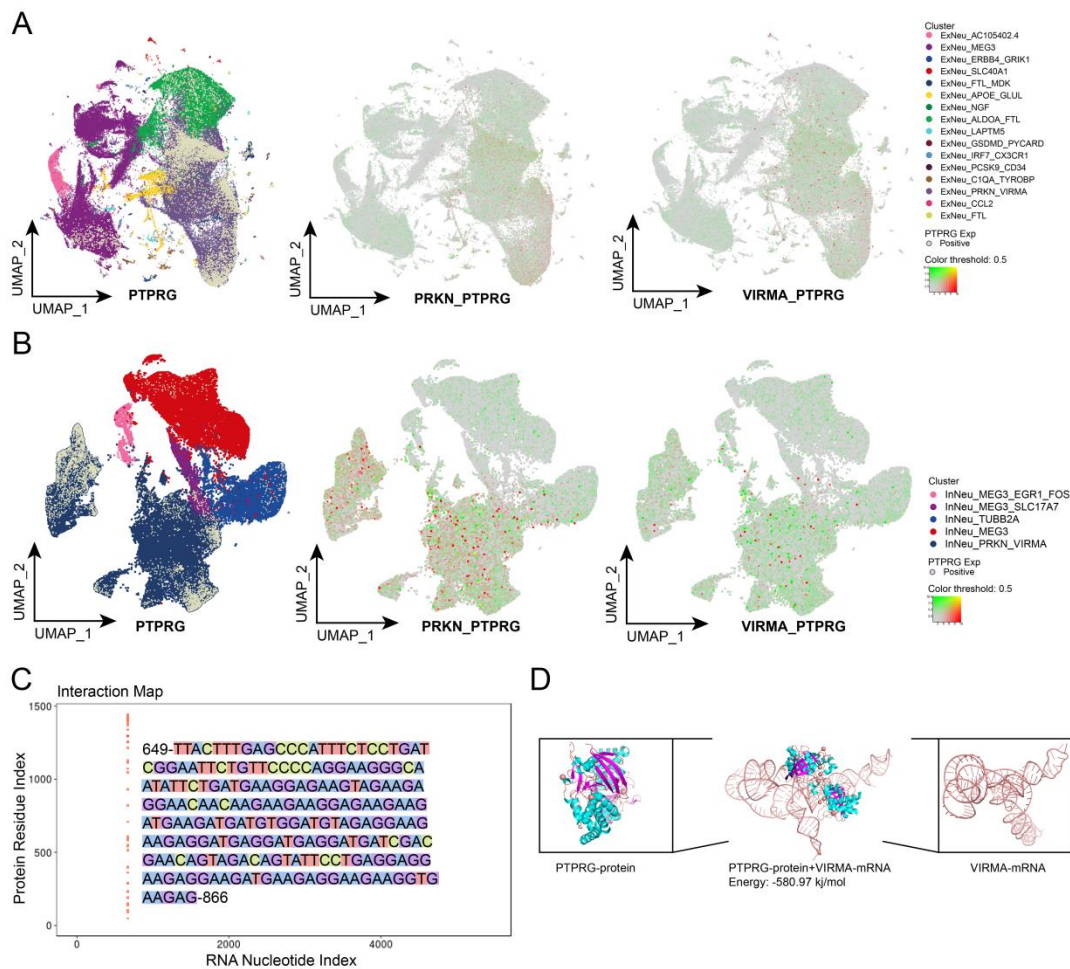 A
UMAP_2
UMAP_1
PTPRG
PRKN_PTPRG
UMAP_2
UMAP_1
VIRMA_PTPRG
UMAP_2
UMAP_1
Cluster
ExNeu_AC105402.4
ExNeu_MEG3
ExNeu_ERBB4_GRIK1
ExNeu_SLC40A1
ExNeu_FTL_MDK
ExNeu_APOE_GLUL
ExNeu_NGF
ExNeu_ALDOA_FTL
ExNeu_LAPTM5
ExNeu_GSDMD_PYCARD
ExNeu_IRF7_CX3CR1
ExNeu_PCSK9_CD34
ExNeu_C1QA_TYROBP
ExNeu_PRKN_VIRMA
ExNeu_CCL2
ExNeu_FTL
PTPRG Exp
Positive
Color threshold: 0.5
B
UMAP_2
UMAP_1
PTPRG
UMAP_2
UMAP_1
PRKN_PTPRG
UMAP_2
UMAP_1
VIRMA_PTPRG
Cluster
InNeu_MEG3_EGR1_FOS
InNeu_MEG3_SLC17A7
InNeu_TUBB2A
InNeu_MEG3
InNeu_PRKN_VIRMA
PTPRG Exp
Positive
Color threshold: 0.5
C
Interaction Map
Protein Residue Index
1500
1000
500
0
649-TTACTTTGAGCCCATTTCTCCTGAT
CGGAATTCTGTTCCCCAGGAAGGGCA
ATATTCTGATGAAGGAGAAGTAGAAGA
GGAACAACAAGAAGAAGGAGAAGAAG
ATGAAGATGATGTGGATGTAGAGGAAG
AAGAGGATGAGGATGAGGATGATCGAC
GAACAGTAGACAGTATTCCTGAGGAGG
AAGAGGAAGATGAAGAGGAAGAAGGTG
AAGAG-866
0
2000
4000
RNA Nucleotide Index
D
PTPRG-protein
PTPRG-protein+VIRMA-mRNA
Energy: -580.97 kj/mol
VIRMA-mRNA